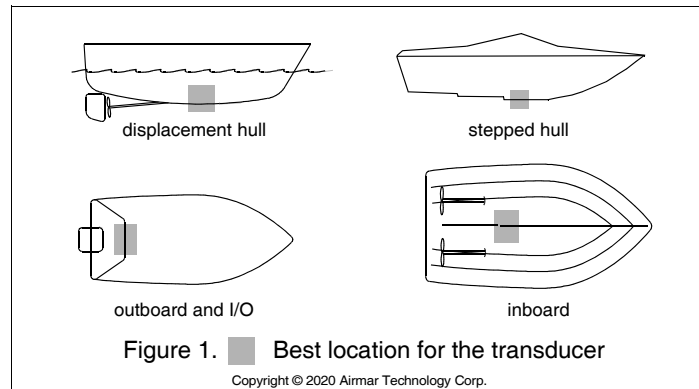 displacement hull
stepped hull
outboard and I/O
inboard
Figure 1. Best location for the transducer
Copyright © 2020 Airmar Technology Corp.